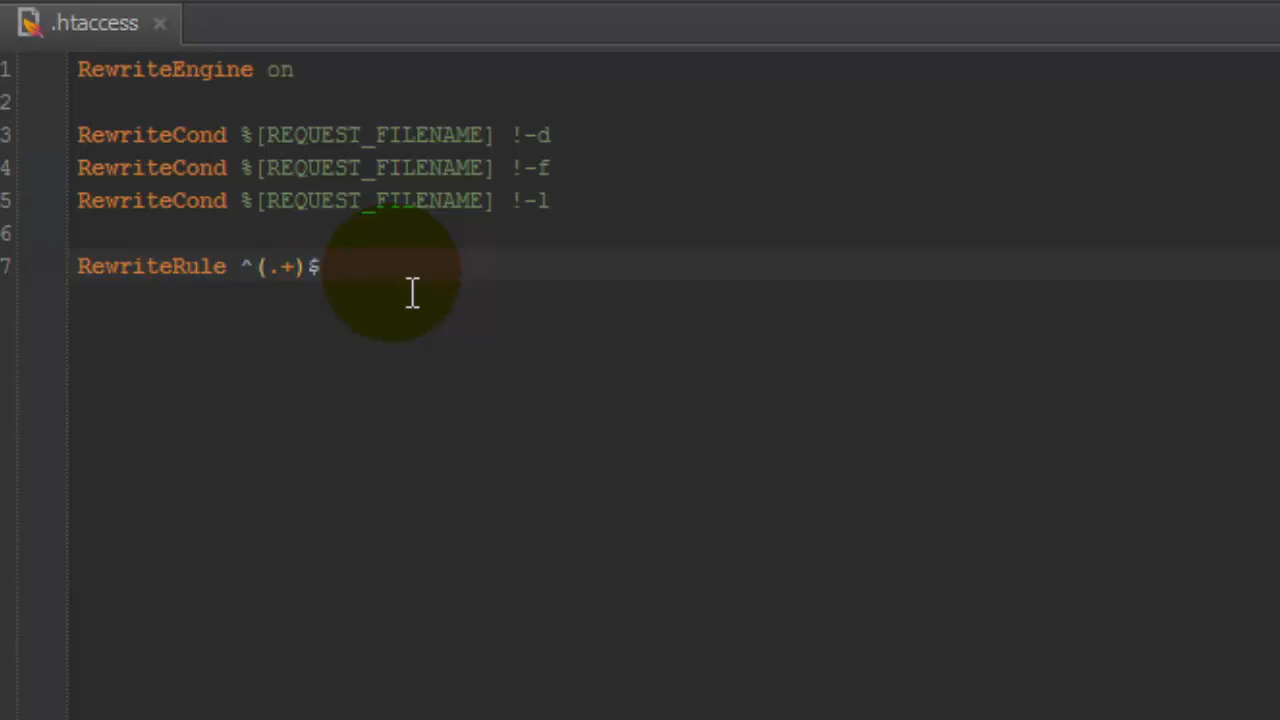 .htaccess
1 RewriteEngine on
2
3 RewriteCond %[REQUEST_FILENAME] !-d
4 RewriteCond %[REQUEST_FILENAME] !-f
5 RewriteCond %[REQUEST_FILENAME] !-l
6
7 RewriteRule ^(.+)$